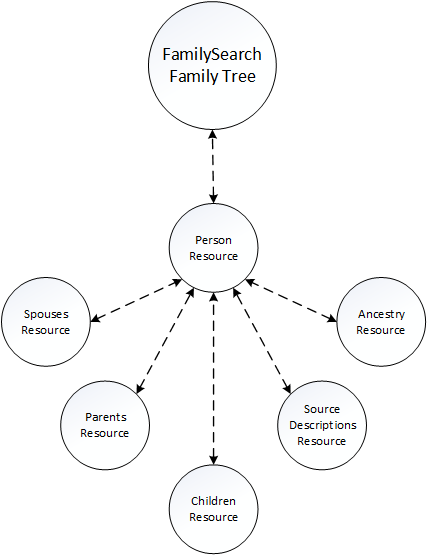 FamilySearch
Family Tree
Person
Resource
Spouses
Resource
Ancestry
Resource
Parents
Resource
Source
Descriptions
Resource
Children
Resource